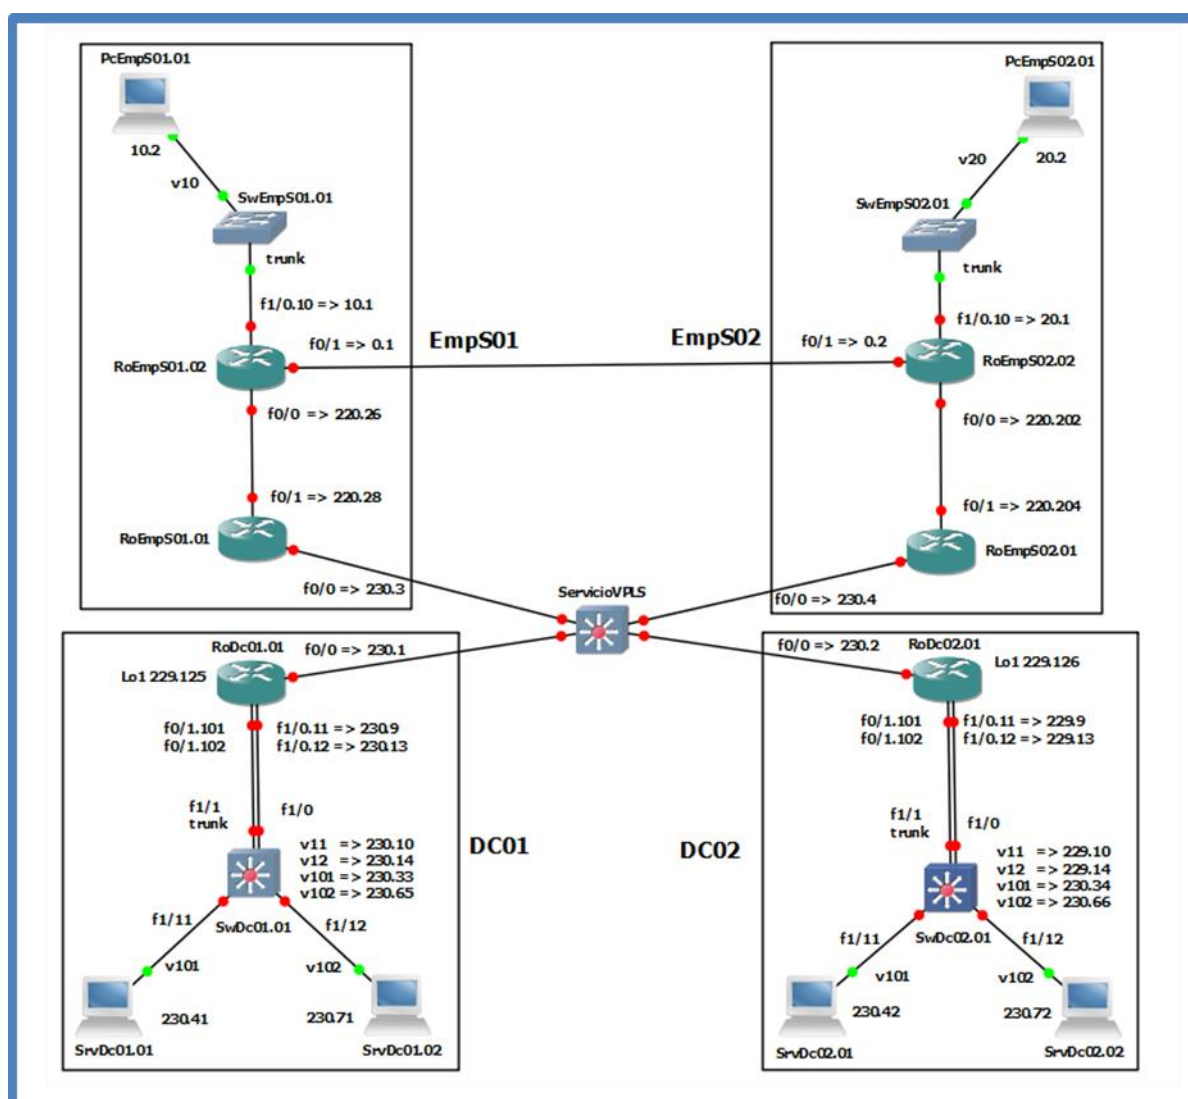 PcEmpS01.01
10.2
v10
SwEmpS01.01
trunk
f1/0.10 => 10.1
f0/1 => 0.1
RoEmpS01.02
f0/0 => 220.26
f0/1 => 220.28
RoEmpS01.01
f0/0 => 230.3
EmpS01
EmpS02
PcEmpS02.01
v20
20.2
SwEmpS02.01
trunk
f1/0.10 => 20.1
f0/1 => 0.2
RoEmpS02.02
f0/0 => 220.202
f0/1 => 220.204
RoEmpS02.01
f0/0 => 230.4
ServicioVPLS
RoDc01.01
f0/0 => 230.1
Lo1 229.125
f0/1.101
f0/1.102
f1/0.11 => 230.9
f1/0.12 => 230.13
f1/1
trunk
f1/0
v11 => 230.10
v12 => 230.14
v101 => 230.33
v102 => 230.65
SwDc01.01
f1/11
f1/12
v101
v102
230.41
230.71
SrvDc01.01
SrvDc01.02
DC01
DC02
f0/0 => 230.2
RoDc02.01
Lo1 229.126
f0/1.101
f0/1.102
f1/0.11 => 229.9
f1/0.12 => 229.13
f1/1
trunk
f1/0
v11 => 229.10
v12 => 229.14
v101 => 230.34
v102 => 230.66
SwDc02.01
f1/11
f1/12
v101
v102
230.42
230.72
SrvDc02.01
SrvDc02.02